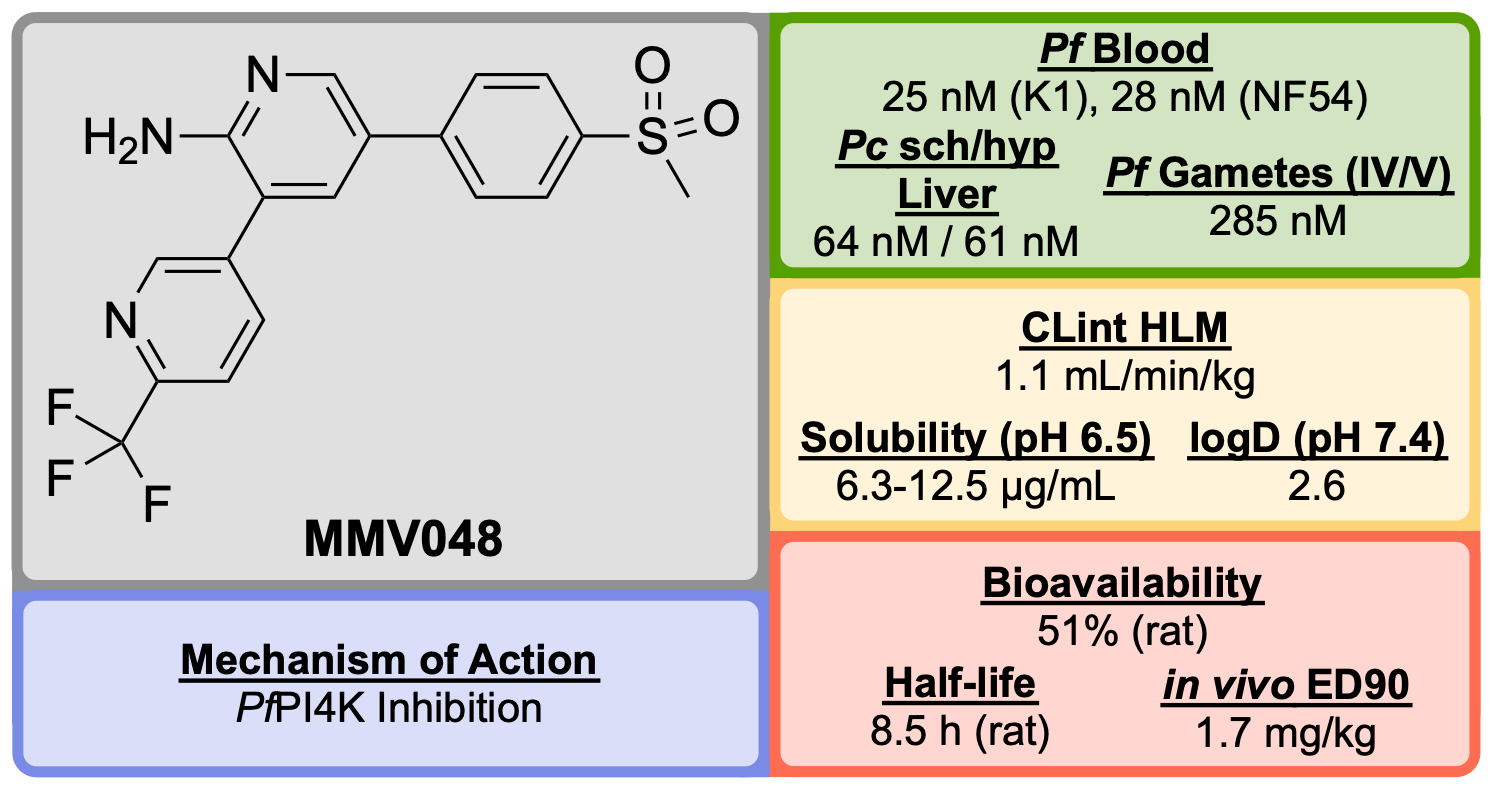 N
H₂N
O
S
O
N
F
F
F
MMV048
Mechanism of Action
PfPI4K Inhibition
Pf Blood
25 nM (K1), 28 nM (NF54)
Pc sch/hyp
Liver
64 nM / 61 nM
Pf Gametes (IV/V)
285 nM
CLint HLM
1.1 mL/min/kg
Solubility (pH 6.5)
6.3-12.5 µg/mL
logD (pH 7.4)
2.6
Bioavailability
51% (rat)
Half-life
8.5 h (rat)
in vivo ED90
1.7 mg/kg